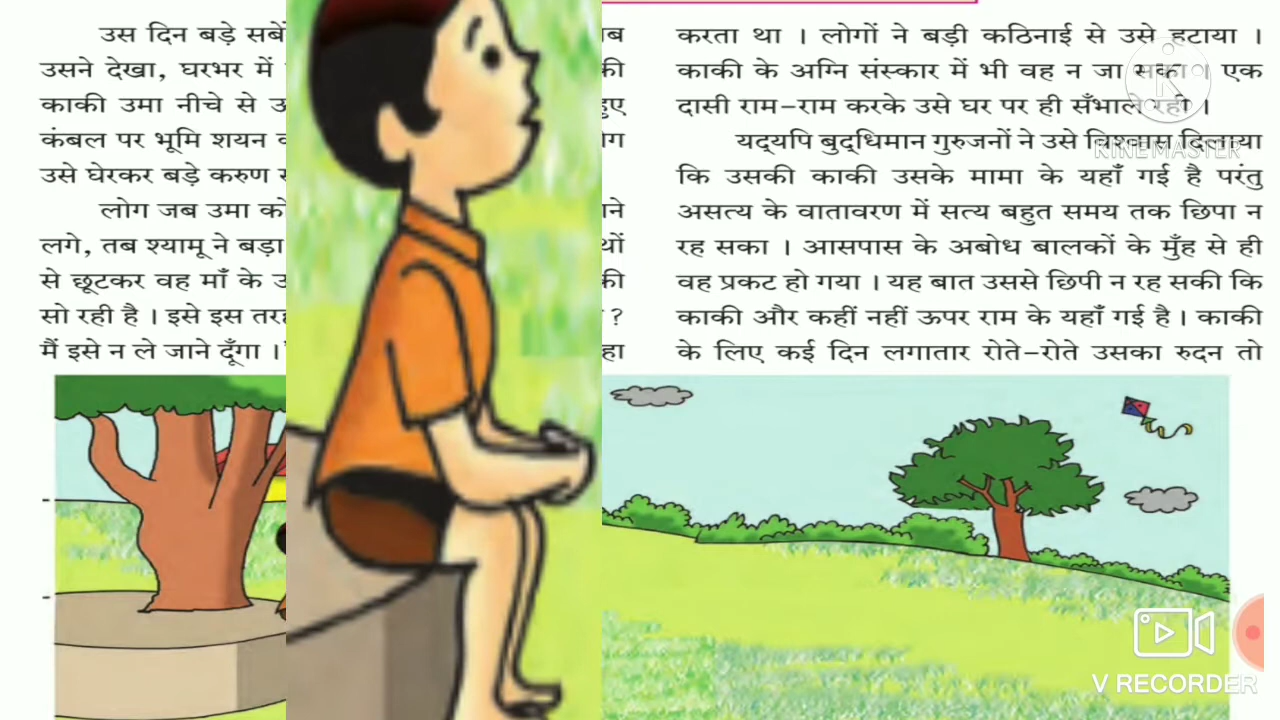 उस दिन बड़े सबे
उसने देखा, घरभर में
काकी उमा नीचे से
कंबल पर भूमि शयन
उसे घेरकर बड़े करुण
लोग जब उमा को
लगे, तब श्यामू ने बड़ा
से छूटकर वह माँ के
सो रही है । इसे इस तरह
मैं इसे न ले जाने दूँगा ।
करता था । लोगों ने बड़ी कठिनाई से उसे हटाया ।
काकी के अग्नि संस्कार में भी वह न जा सका । एक
दासी राम-राम करके उसे घर पर ही सँभाले रही ।
यद्यपि बुद्धिमान गुरुजनों ने उसे विश्वास दिलाया
कि उसकी काकी उसके मामा के यहाँ गई है परंतु
असत्य के वातावरण में सत्य बहुत समय तक छिपा न
रह सका । आसपास के अबोध बालकों के मुँह से ही
वह प्रकट हो गया । यह बात उससे छिपी न रह सकी कि
काकी और कहीं नहीं ऊपर राम के यहाँ गई है । काकी
के लिए कई दिन लगातार रोते-रोते उसका रुदन तो
KINEMASTER
V RECORDER